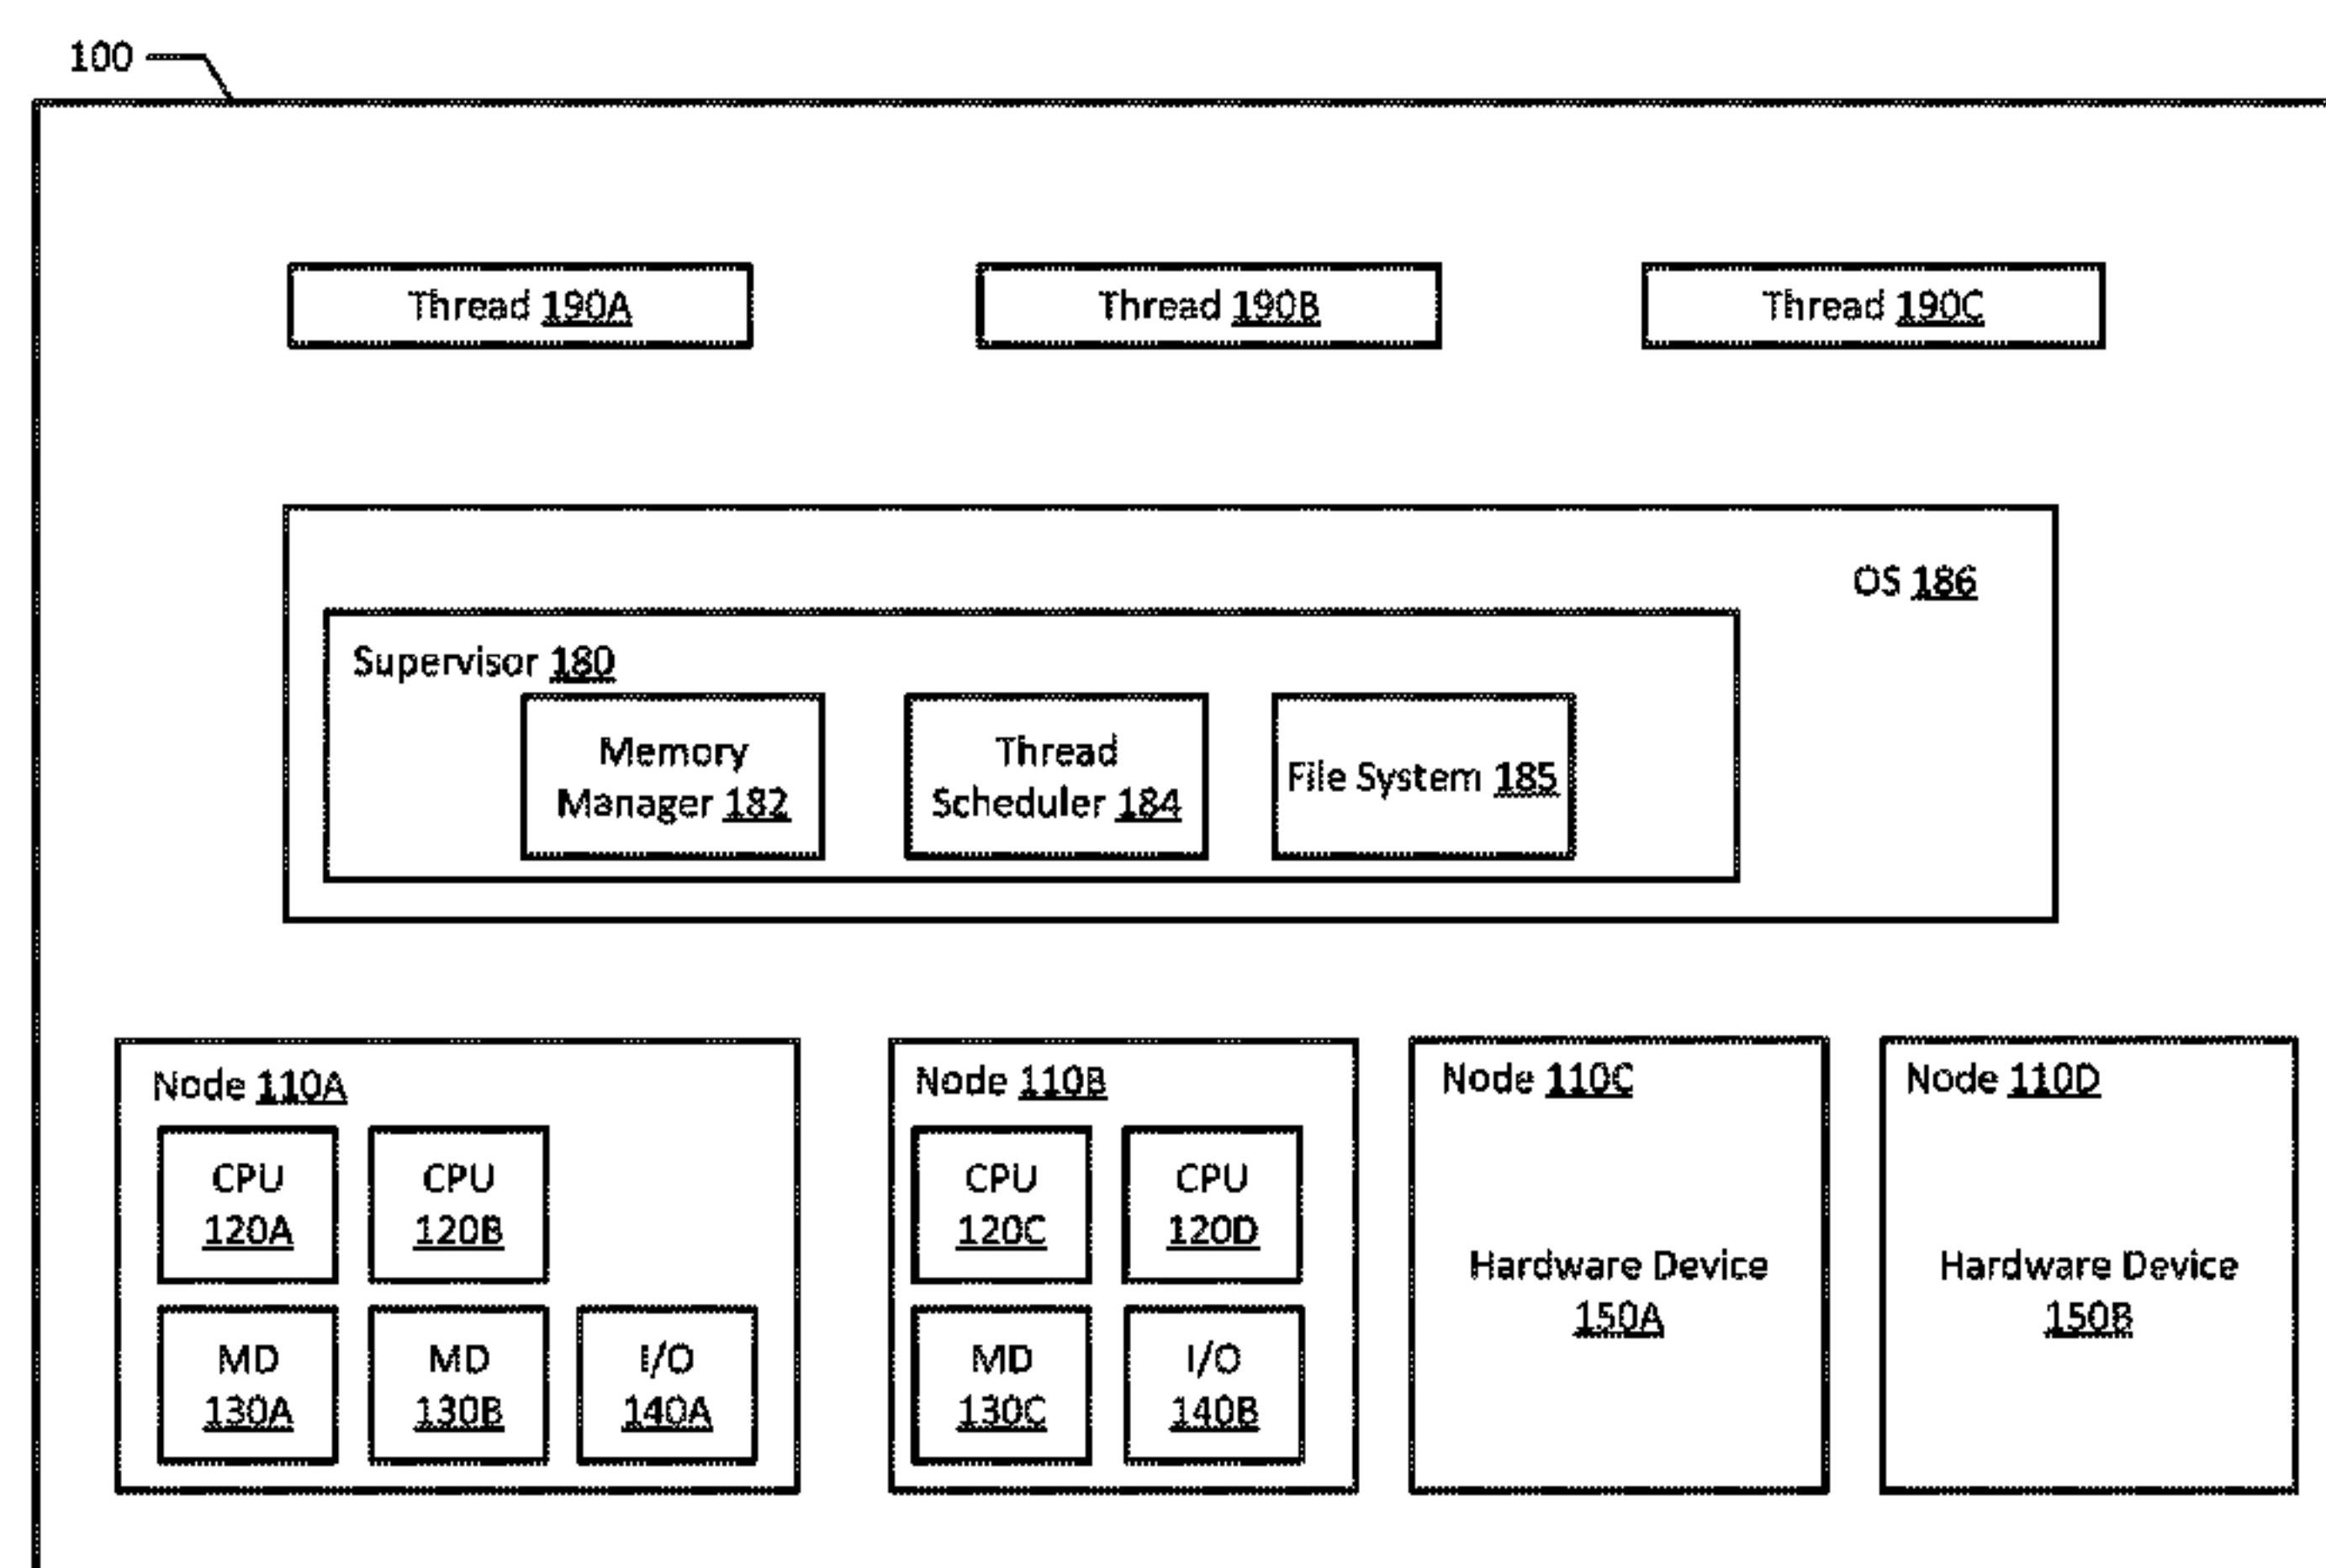 100
Thread 190A
Thread 190B
Thread 190C
OS 186
Supervisor 180
Memory
Manager 182
Thread
Scheduler 184
File System 185
Node 110A
CPU
120A
CPU
120B
MD
130A
MD
130B
I/O
140A
Node 110B
CPU
120C
CPU
120D
MD
130C
I/O
140B
Node 110C
Hardware Device
150A
Node 110D
Hardware Device
150B